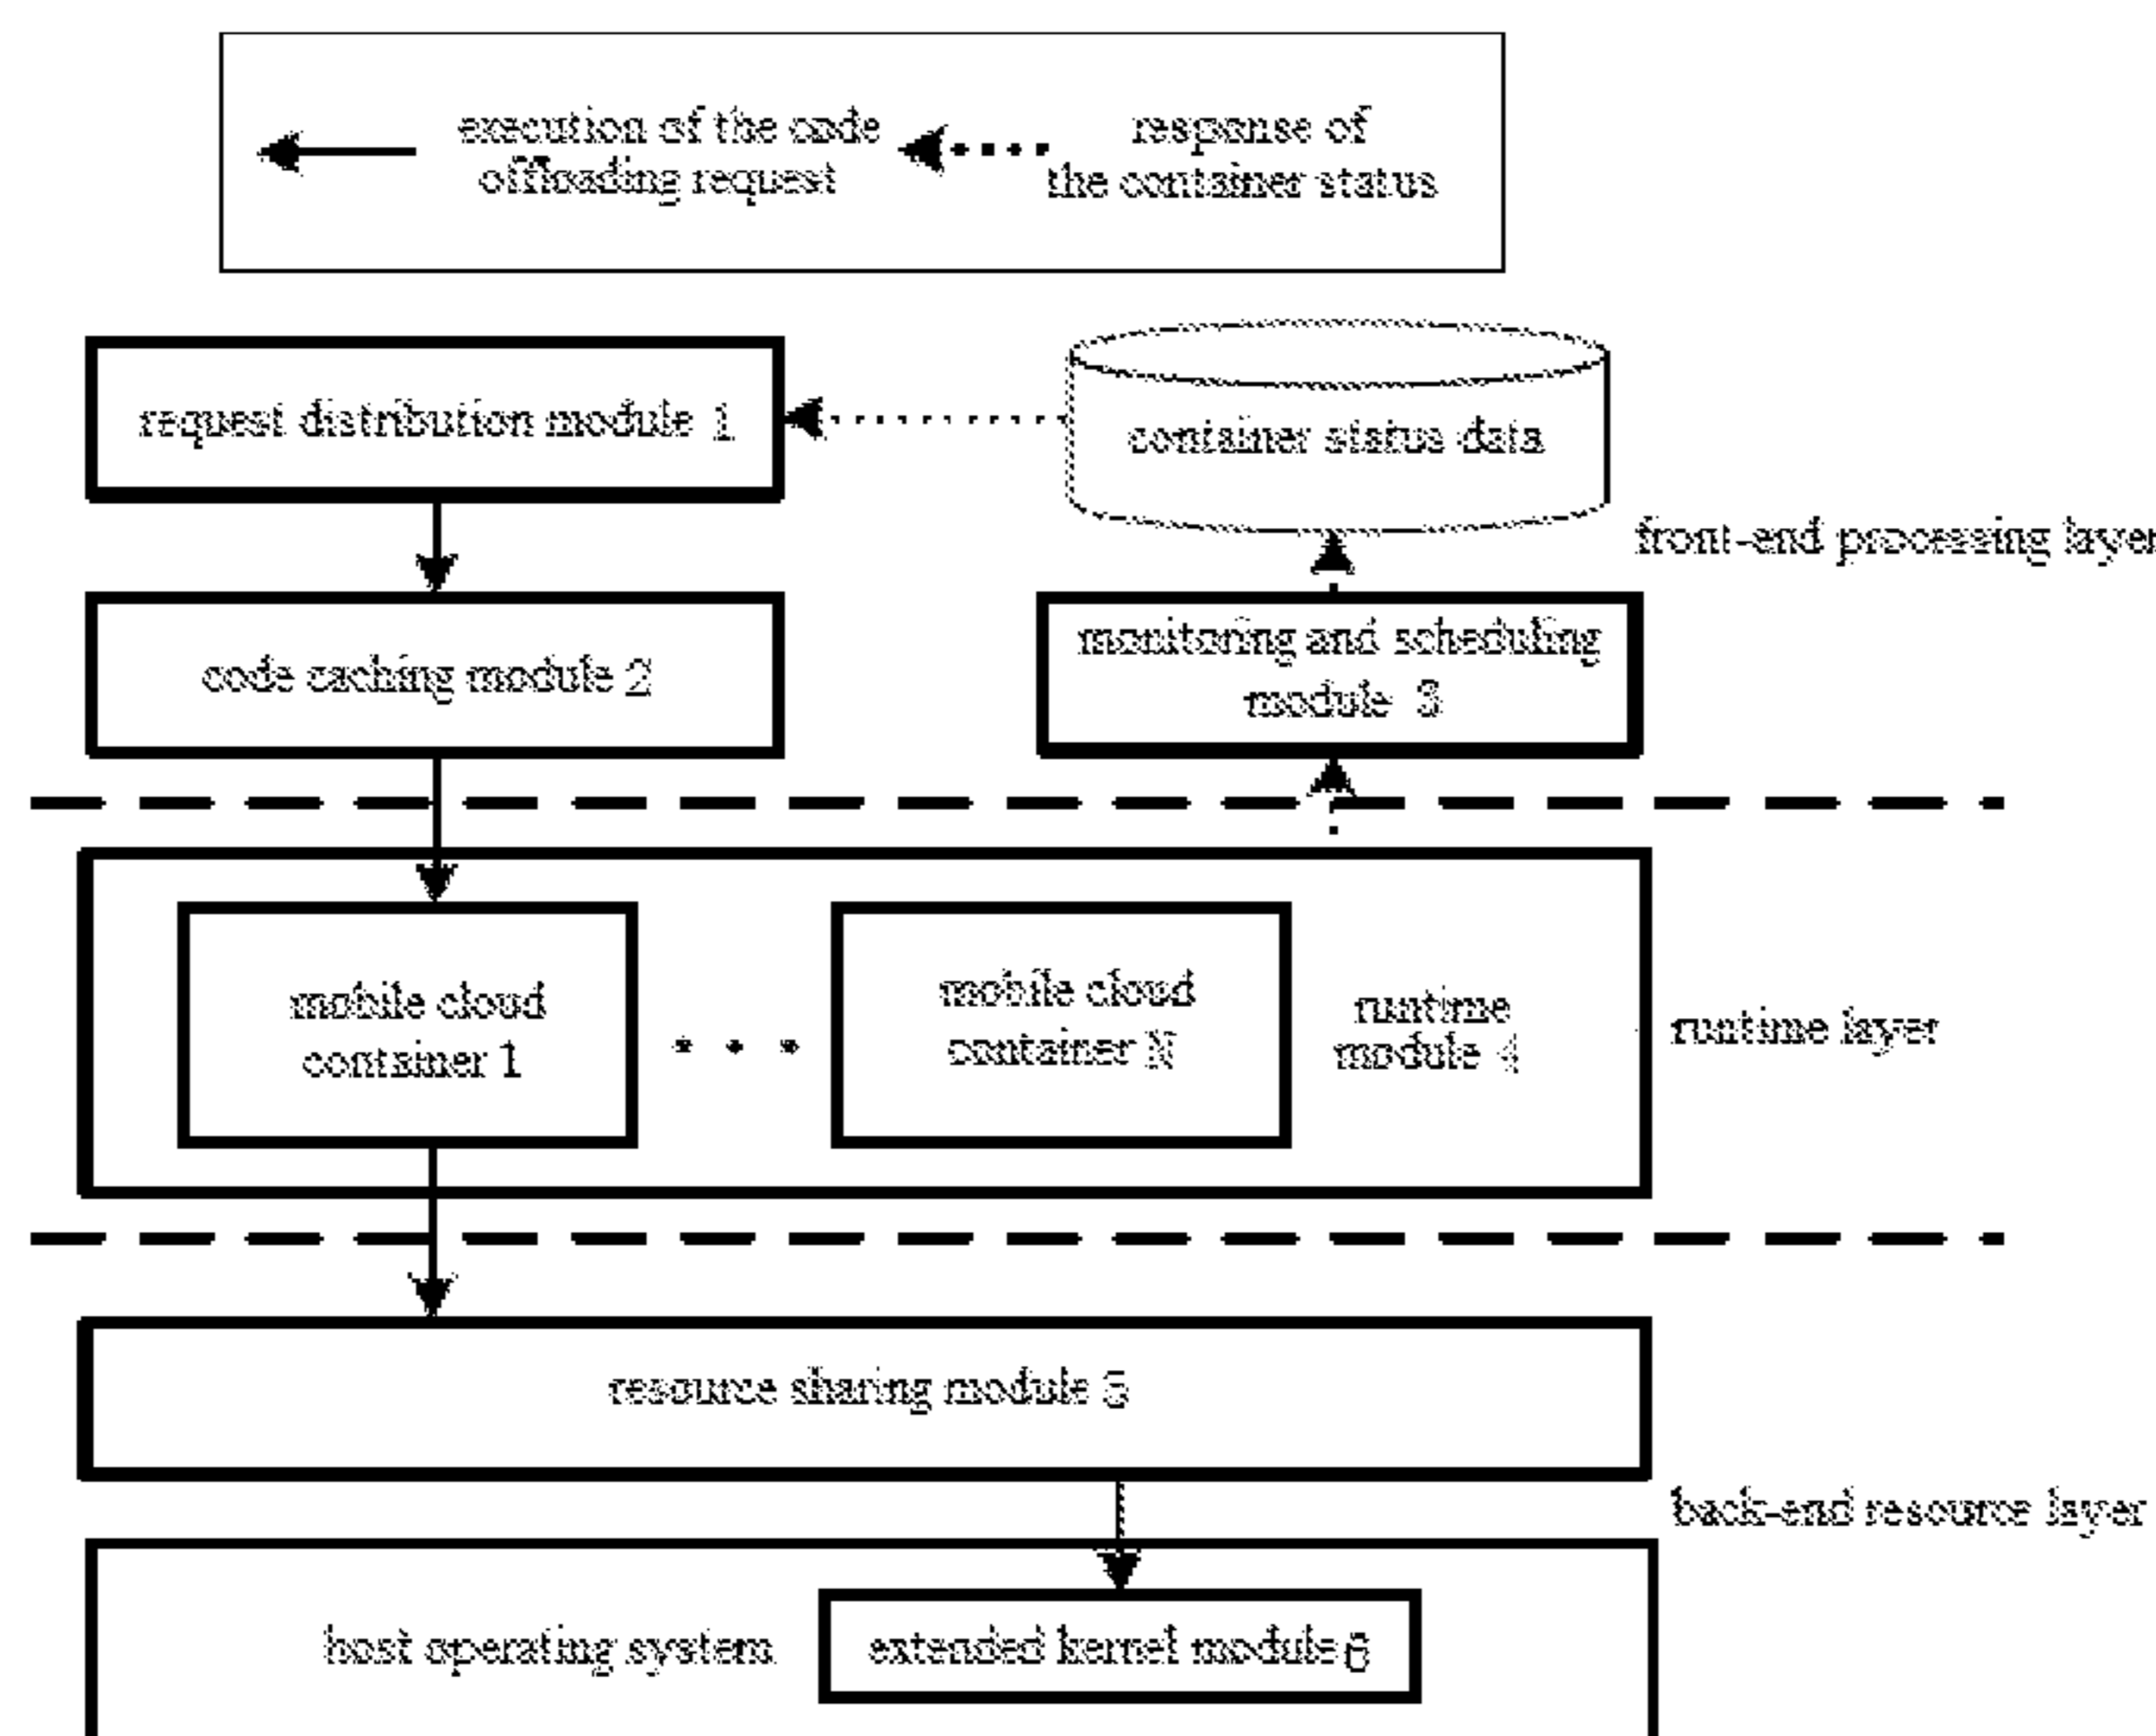 execution of the code
offloading request
response of
the container status
request distribution module 1
container status data
front-end processing layer
code caching module 2
monitoring and scheduling
module 3
mobile cloud
container 1
mobile cloud
container N
runtime
module 4
runtime layer
resource sharing module 5
back-end resource layer
host operating system
extended kernel module 6